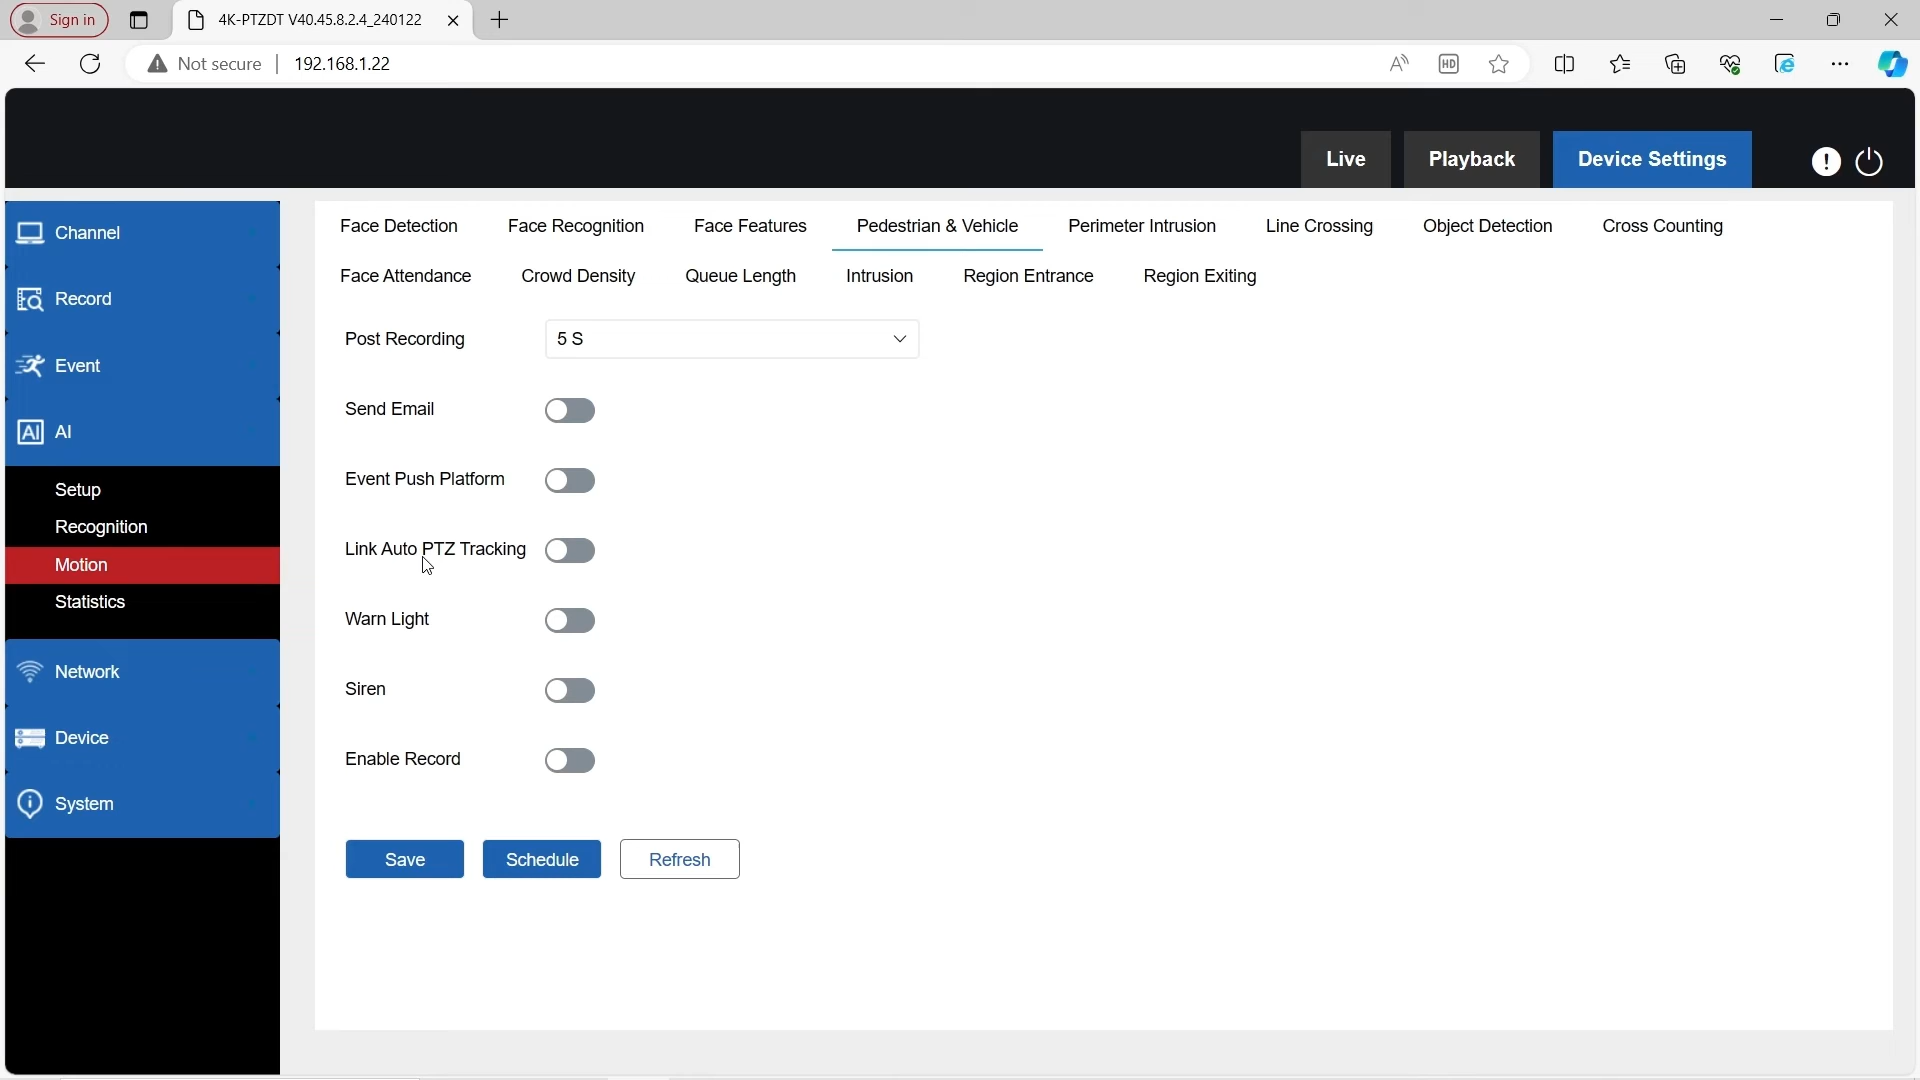 Sign in
4K-PTZDT V40.45.8.2.4_240122
Not secure
192.168.1.22
HD
Live
Playback
Device Settings
Channel
Record
Event
AI AI
Setup
Recognition
Motion
Statistics
Network
Device
System
Face Detection
Face Recognition
Face Features
Pedestrian & Vehicle
Perimeter Intrusion
Line Crossing
Object Detection
Cross Counting
Face Attendance
Crowd Density
Queue Length
Intrusion
Region Entrance
Region Exiting
Post Recording
5 S
Send Email
Event Push Platform
Link Auto PTZ Tracking
Warn Light
Siren
Enable Record
Save
Schedule
Refresh